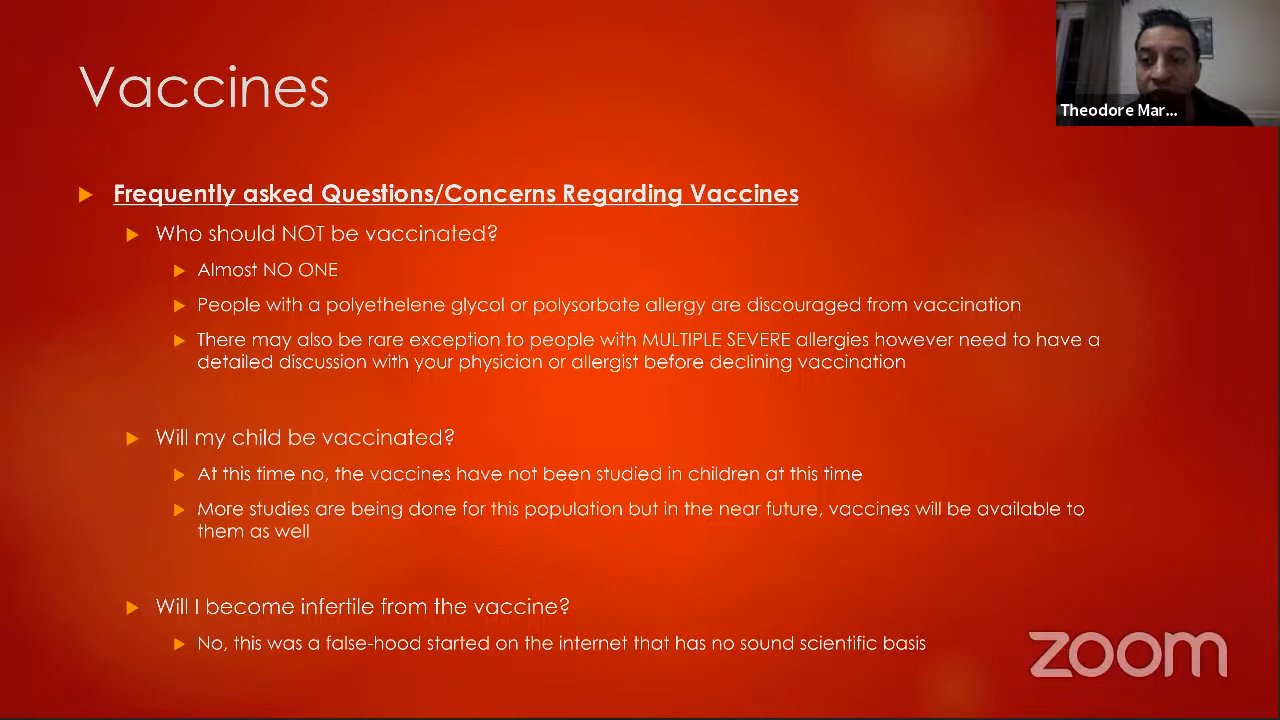 Vaccines
Theodore Mar...
Frequently asked Questions/Concerns Regarding Vaccines
Who should NOT be vaccinated?
Almost NO ONE
People with a polyethelene glycol or polysorbate allergy are discouraged from vaccination
There may also be rare exception to people with MULTIPLE SEVERE allergies however need to have a
detailed discussion with your physician or allergist before declining vaccination
Will my child be vaccinated?
At this time no, the vaccines have not been studied in children at this time
More studies are being done for this population but in the near future, vaccines will be available to
them as well
Will I become infertile from the vaccine?
No, this was a false-hood started on the internet that has no sound scientific basis
zoom